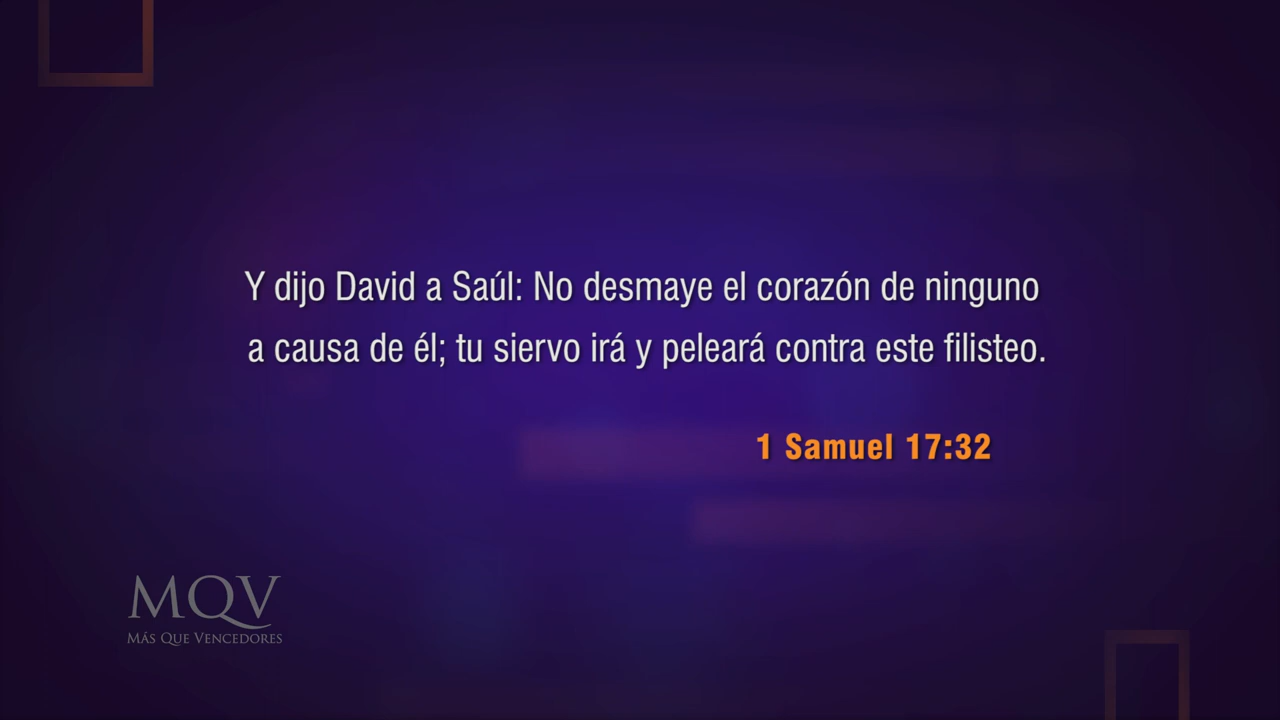 Y dijo David a Saúl: No desmaye el corazón de ninguno
a causa de él; tu siervo irá y peleará contra este filisteo.
1 Samuel 17:32
MQV
MÁS QUE VENCEDORES